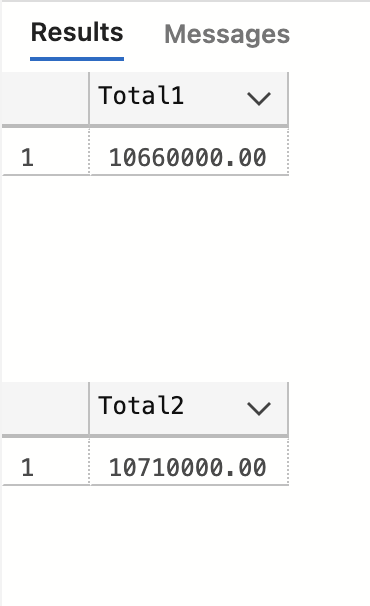 Results Messages
Total1
1 10660000.00
Total2
1 10710000.00